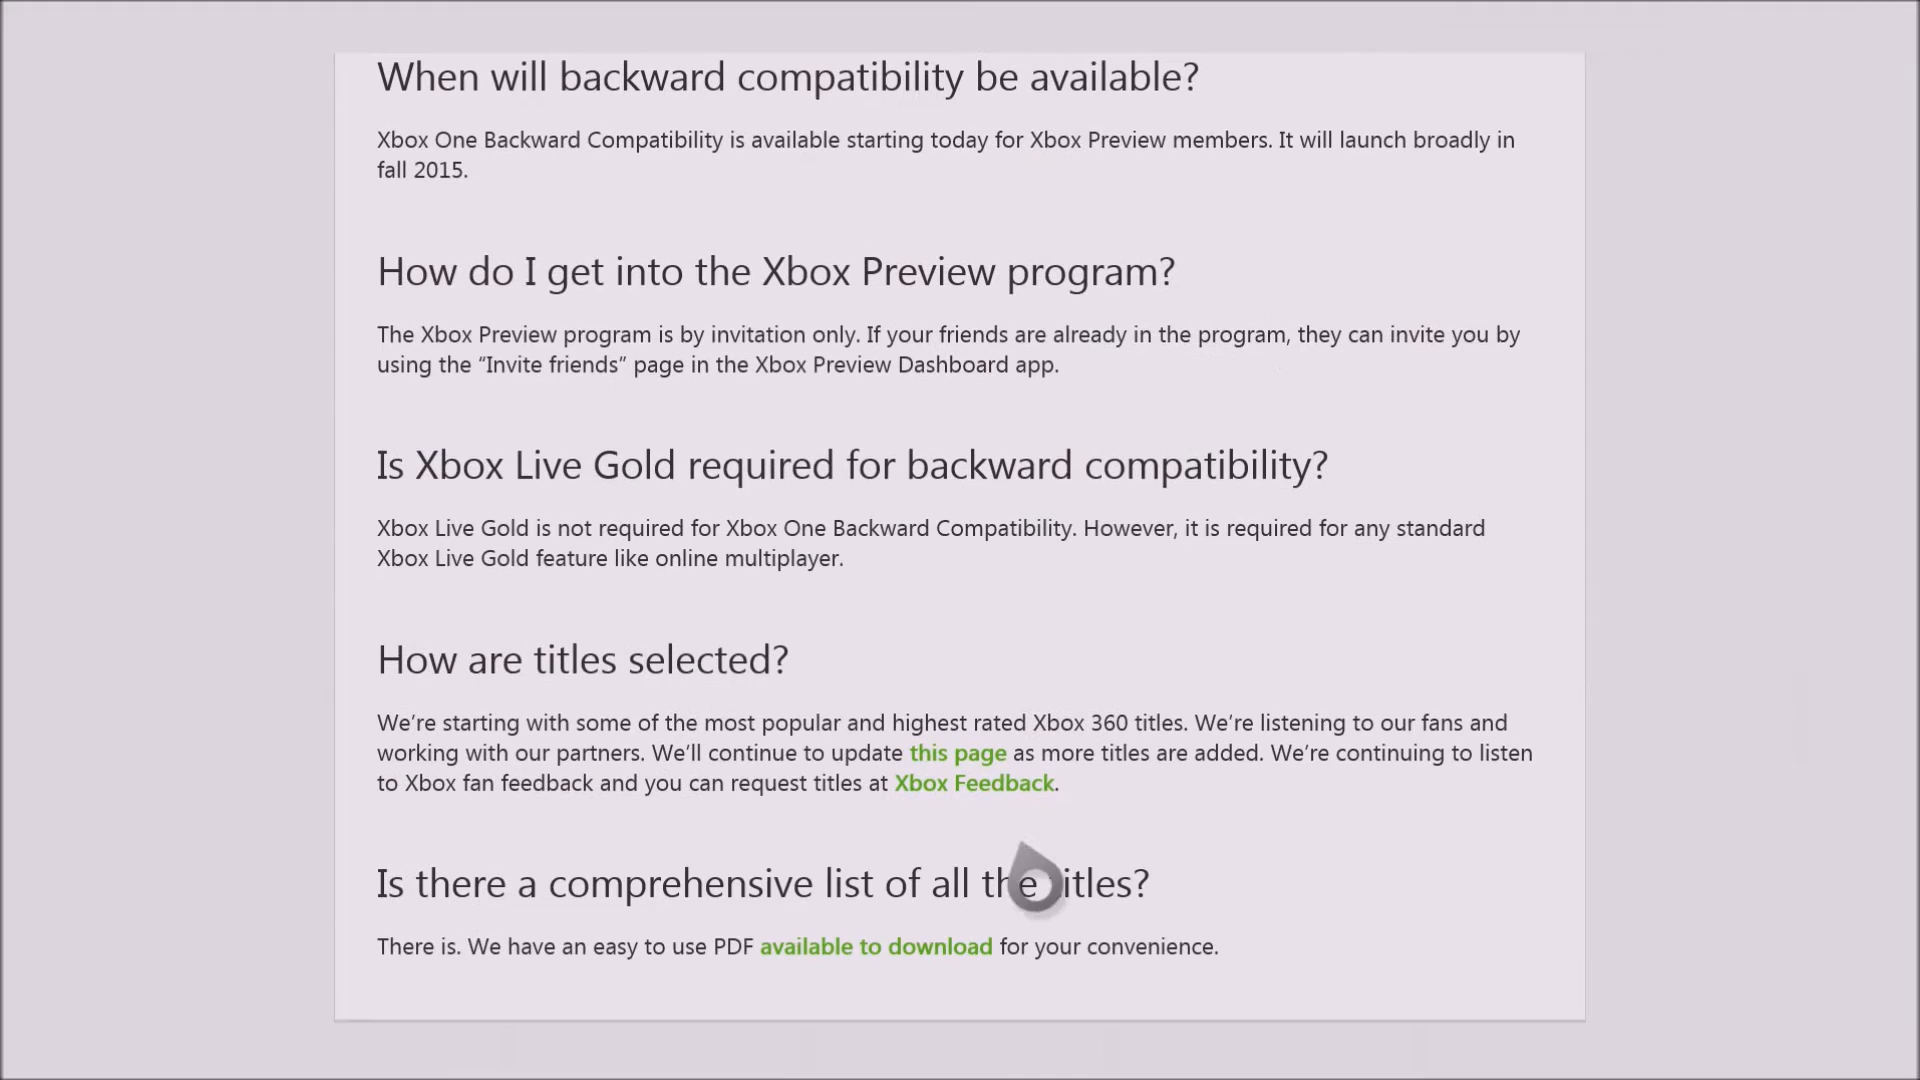 When will backward compatibility be available?
Xbox One Backward Compatibility is available starting today for Xbox Preview members. It will launch broadly in
fall 2015.
How do I get into the Xbox Preview program?
The Xbox Preview program is by invitation only. If your friends are already in the program, they can invite you by
using the “Invite friends” page in the Xbox Preview Dashboard app.
Is Xbox Live Gold required for backward compatibility?
Xbox Live Gold is not required for Xbox One Backward Compatibility. However, it is required for any standard
Xbox Live Gold feature like online multiplayer.
How are titles selected?
We’re starting with some of the most popular and highest rated Xbox 360 titles. We’re listening to our fans and
working with our partners. We’ll continue to update this page as more titles are added. We’re continuing to listen
to Xbox fan feedback and you can request titles at Xbox Feedback.
Is there a comprehensive list of all the titles?
There is. We have an easy to use PDF available to download for your convenience.